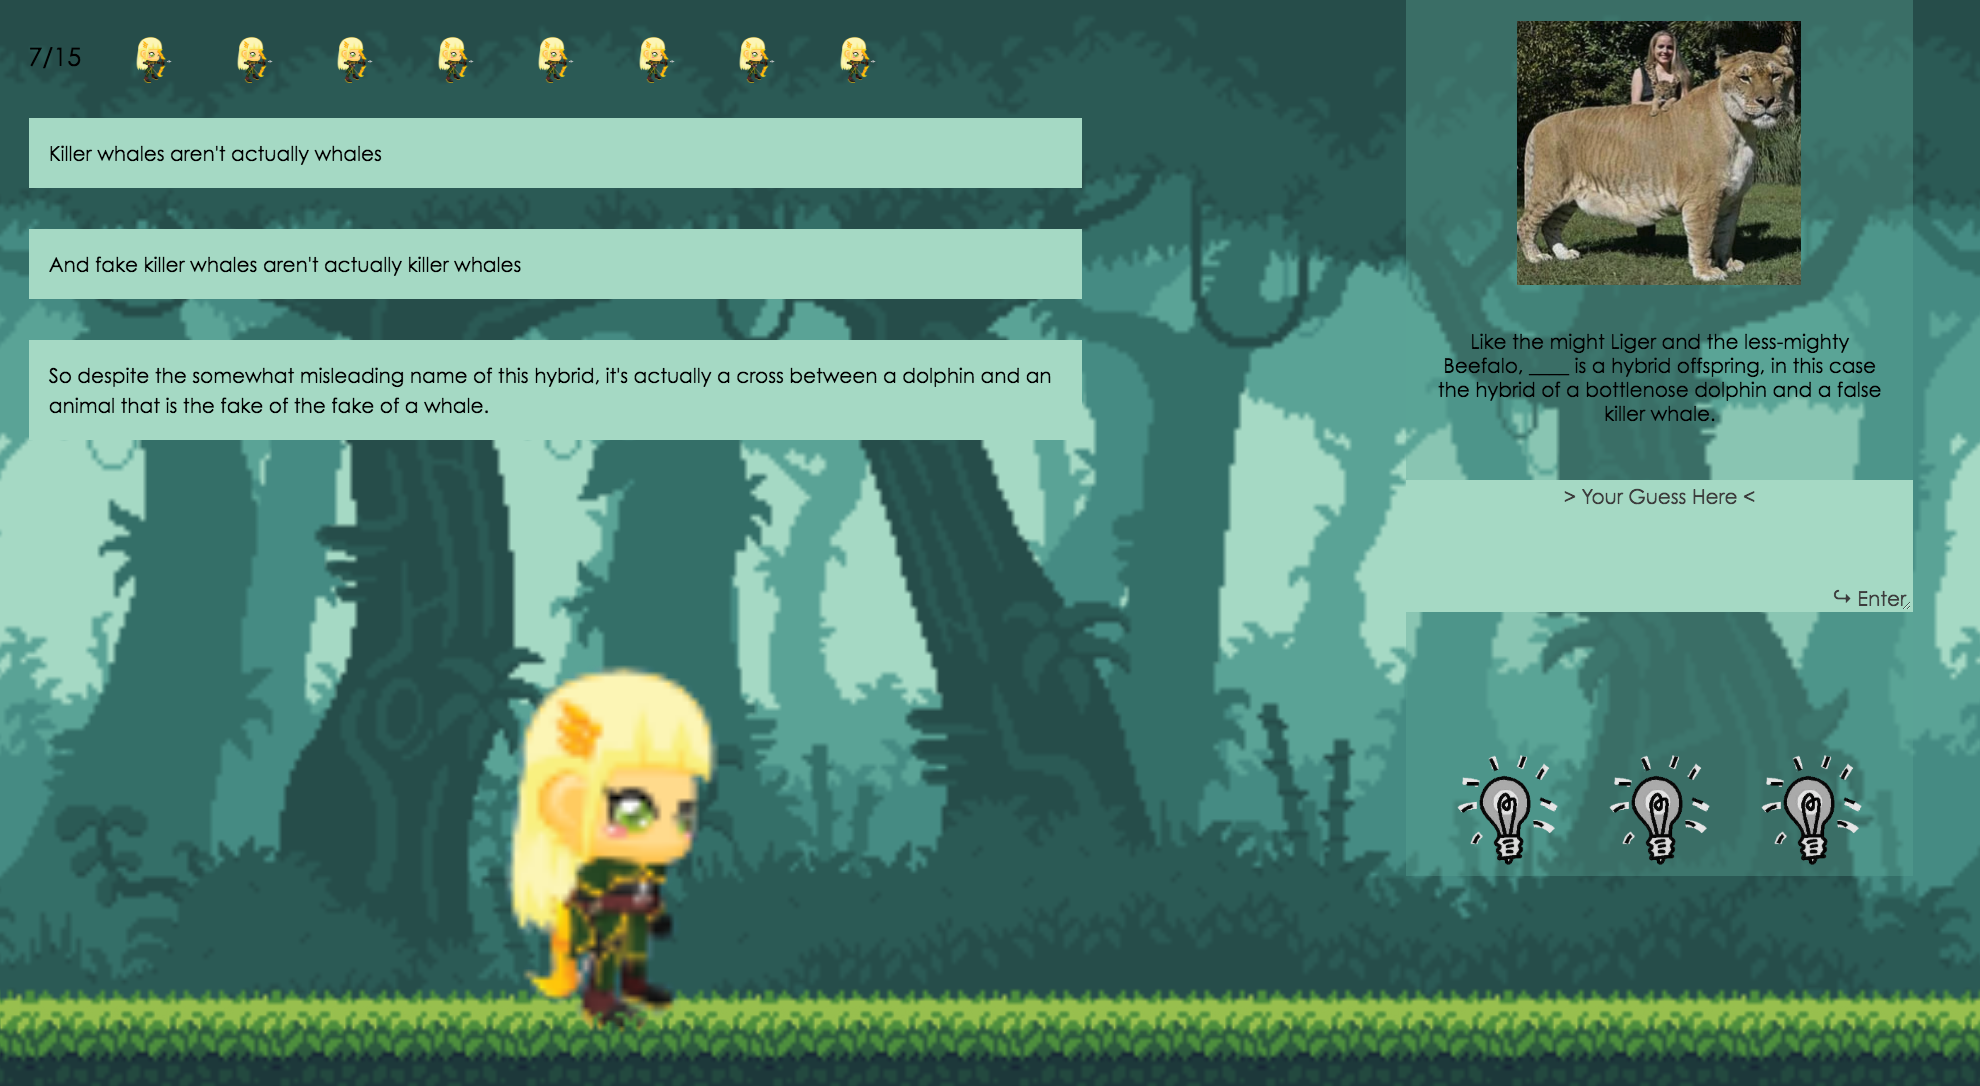 7/15
Killer whales aren't actually whales
And fake killer whales aren't actually killer whales
So despite the somewhat misleading name of this hybrid, it's actually a cross between a dolphin and an
animal that is the fake of the fake of a whale.
Like the might Liger and the less-mighty
Beefalo, ____ is a hybrid offspring, in this case
the hybrid of a bottlenose dolphin and a false
killer whale.
> Your Guess Here <
↪ Enter